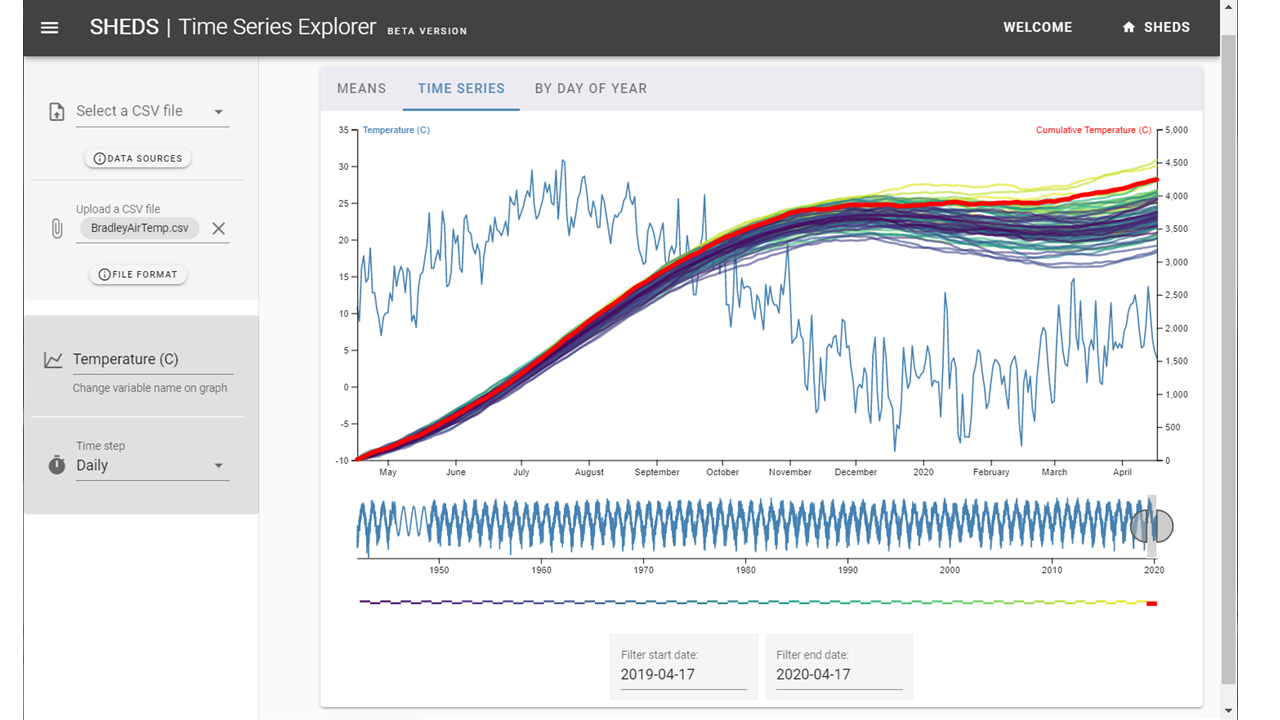 SHEDS | Time Series Explorer BETA VERSION
WELCOME
SHEDS
Select a CSV file
DATA SOURCES
Upload a CSV file
BradleyAirTemp.csv
FILE FORMAT
Temperature (C)
Change variable name on graph
Time step
Daily
MEANS TIME SERIES BY DAY OF YEAR
Temperature (C)
Cumulative Temperature (C)
35
30
25
20
15
10
5
0
-5
-10
5,000
4,500
4,000
3,500
3,000
2,500
2,000
1,500
1,000
500
0
May June July August September October November December 2020 February March April
1950 1960 1970 1980 1990 2000 2010 2020
Filter start date:
2019-04-17
Filter end date:
2020-04-17